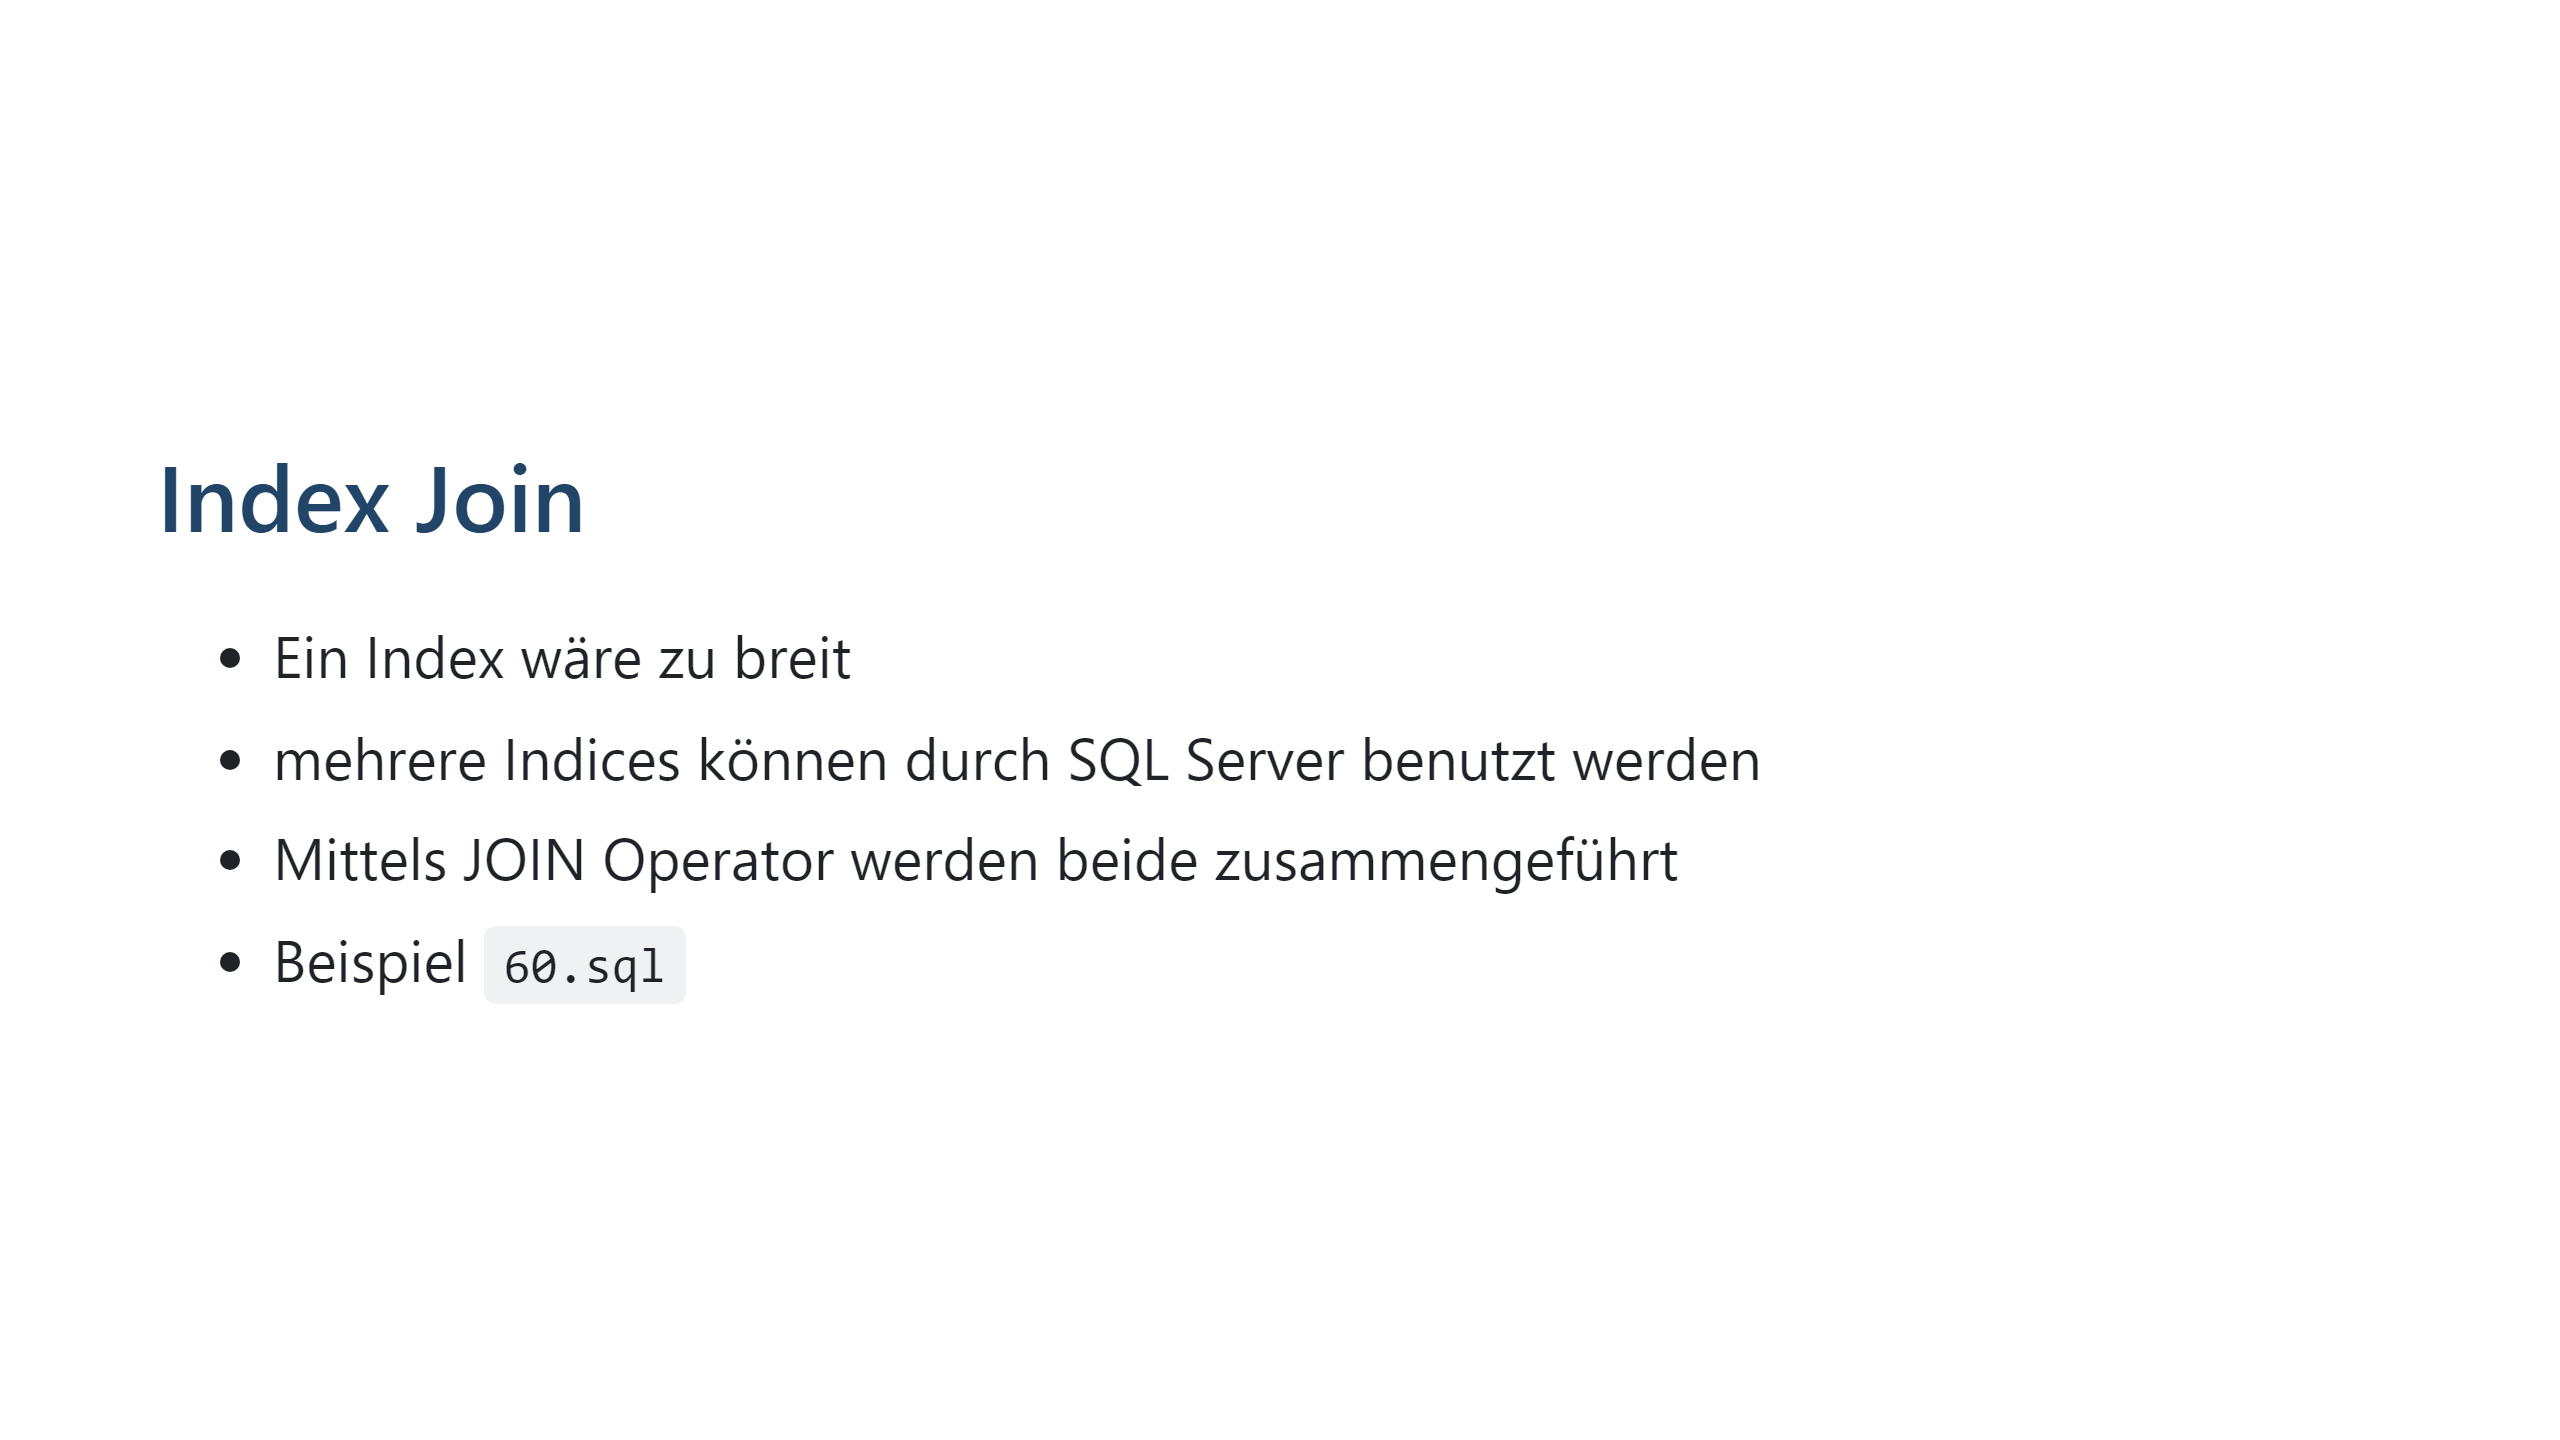 Index Join
Ein Index wäre zu breit
mehrere Indices können durch SQL Server benutzt werden
Mittels JOIN Operator werden beide zusammengeführt
Beispiel 60.sql